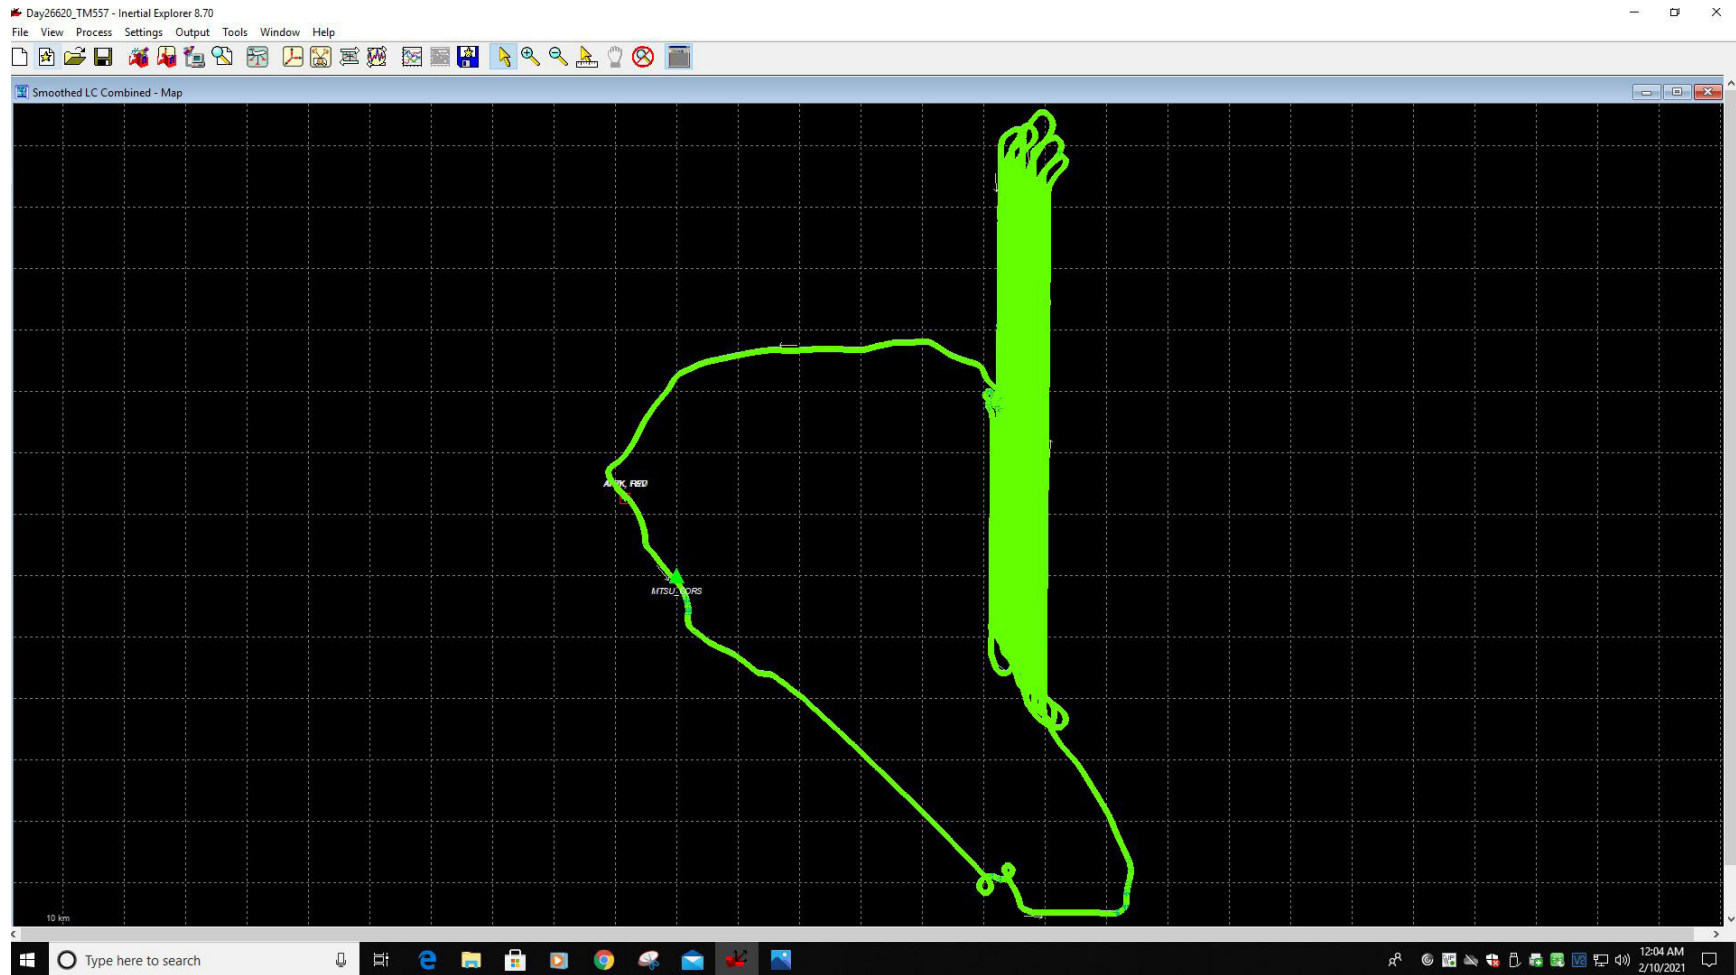 Day26620_TM557 - Inertial Explorer 8.70
File View Process Settings Output Tools Window Help
Smoothed LC Combined - Map
MTSU_CORS
10 km
Type here to search
12:04 AM
2/10/2021